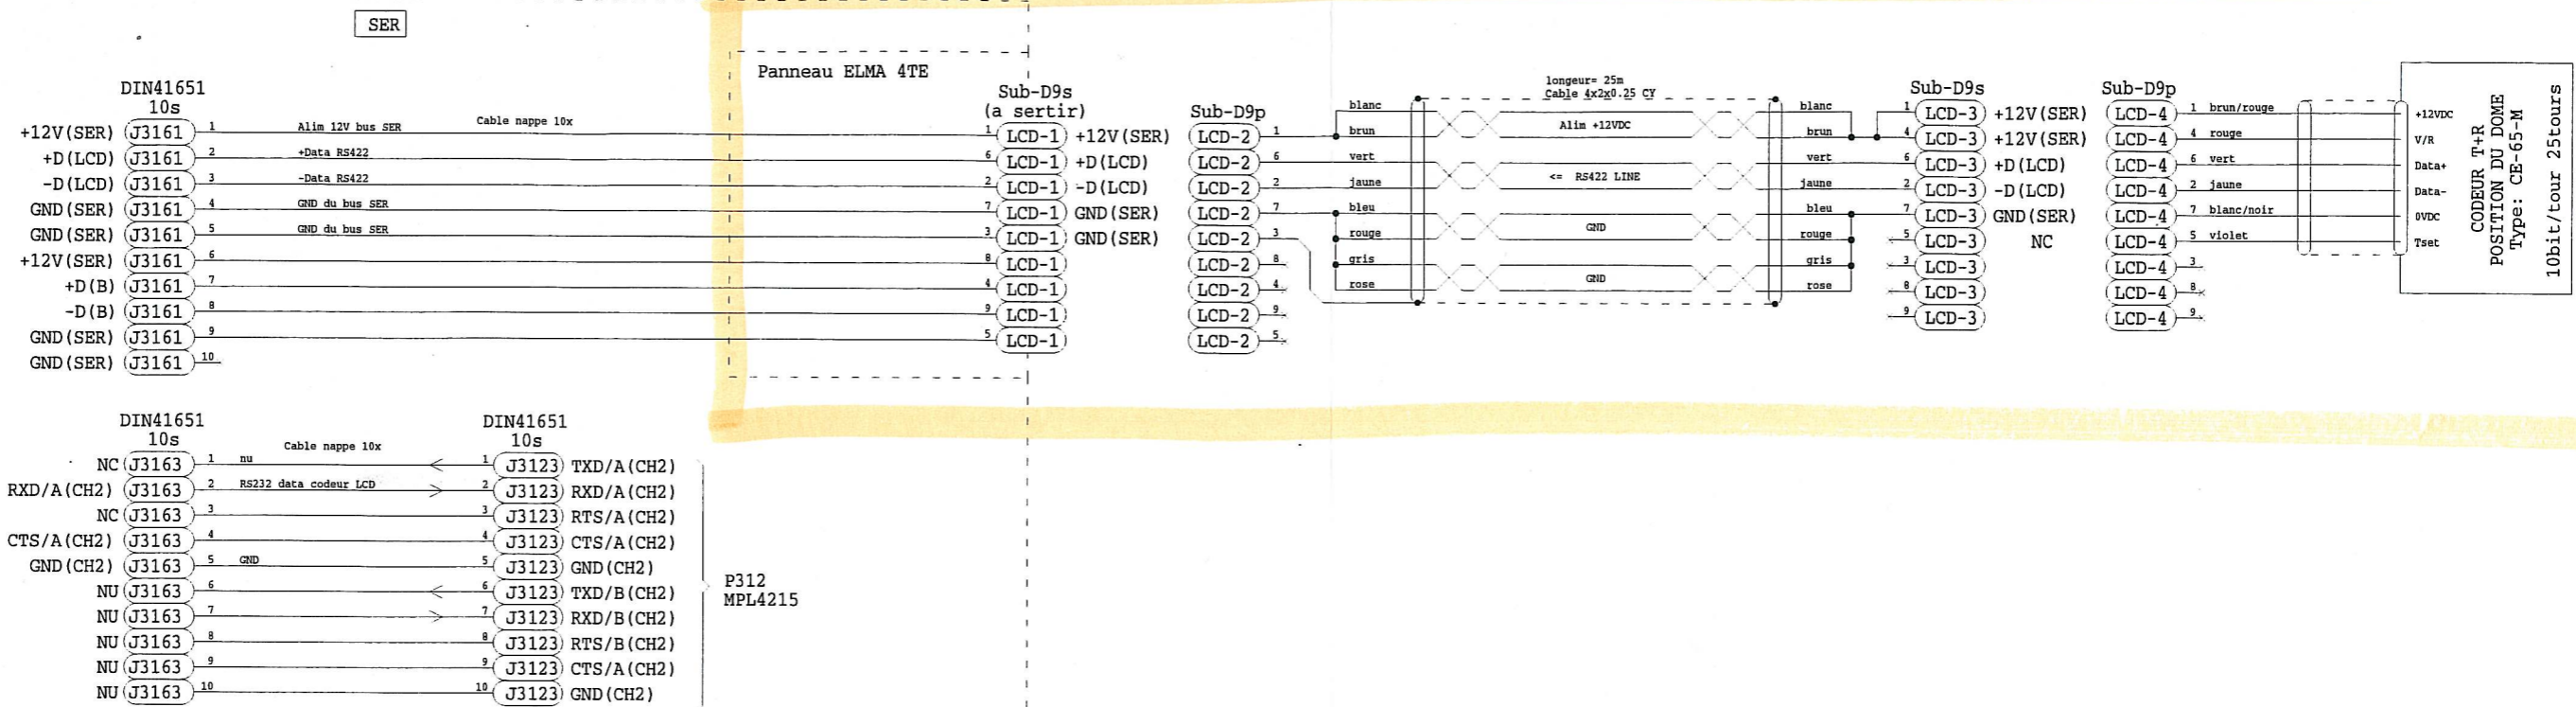 SER
Panneau ELMA 4TE
DIN41651
10s
Cable nappe 10x
Sub-D9s
(a sertir)
+12V(SER) J3161 1 Alim 12V bus SER 1 LCD-1 +12V(SER)
+D(LCD) J3161 2 +Data RS422 6 LCD-1 +D(LCD)
-D(LCD) J3161 3 -Data RS422 2 LCD-1 -D(LCD)
GND(SER) J3161 4 GND du bus SER 7 LCD-1 GND(SER)
GND(SER) J3161 5 GND du bus SER 3 LCD-1 GND(SER)
+12V(SER) J3161 6 8 LCD-1
+D(B) J3161 7 4 LCD-1
-D(B) J3161 8 9 LCD-1
GND(SER) J3161 9 5 LCD-1
GND(SER) J3161 10
Sub-D9p
longeur= 25m
Cable 4x2x0.25 CY
Sub-D9s
blanc blanc 1 LCD-3 +12V(SER)
LCD-2 1 brun Alim +12VDC brun 4 LCD-3 +12V(SER)
LCD-2 6 vert vert 6 LCD-3 +D(LCD)
LCD-2 2 jaune <= RS422 LINE jaune 2 LCD-3 -D(LCD)
LCD-2 7 bleu bleu 7 LCD-3 GND(SER)
LCD-2 3 rouge GND rouge 5 LCD-3 NC
LCD-2 8 gris gris 3 LCD-3
LCD-2 4 rose GND rose 8 LCD-3
LCD-2 9 9 LCD-3
LCD-2 5
Sub-D9p
LCD-4 1 brun/rouge +12VDC
LCD-4 4 rouge V/R
LCD-4 6 vert Data+
LCD-4 2 jaune Data-
LCD-4 7 blanc/noir 0VDC
LCD-4 5 violet Tset
LCD-4 3
LCD-4 8
LCD-4 9
CODEUR T+R
POSITION DU DOME
Type: CE-65-M
10bit/tour 25tours
DIN41651
10s
Cable nappe 10x
DIN41651
10s
NC J3163 1 nu 1 J3123 TXD/A(CH2)
RXD/A(CH2) J3163 2 RS232 data codeur LCD 2 J3123 RXD/A(CH2)
NC J3163 3 3 J3123 RTS/A(CH2)
CTS/A(CH2) J3163 4 4 J3123 CTS/A(CH2)
GND(CH2) J3163 5 GND 5 J3123 GND(CH2)
NU J3163 6 6 J3123 TXD/B(CH2)
NU J3163 7 7 J3123 RXD/B(CH2)
NU J3163 8 8 J3123 RTS/B(CH2)
NU J3163 9 9 J3123 CTS/A(CH2)
NU J3163 10 10 J3123 GND(CH2)
P312
MPL4215